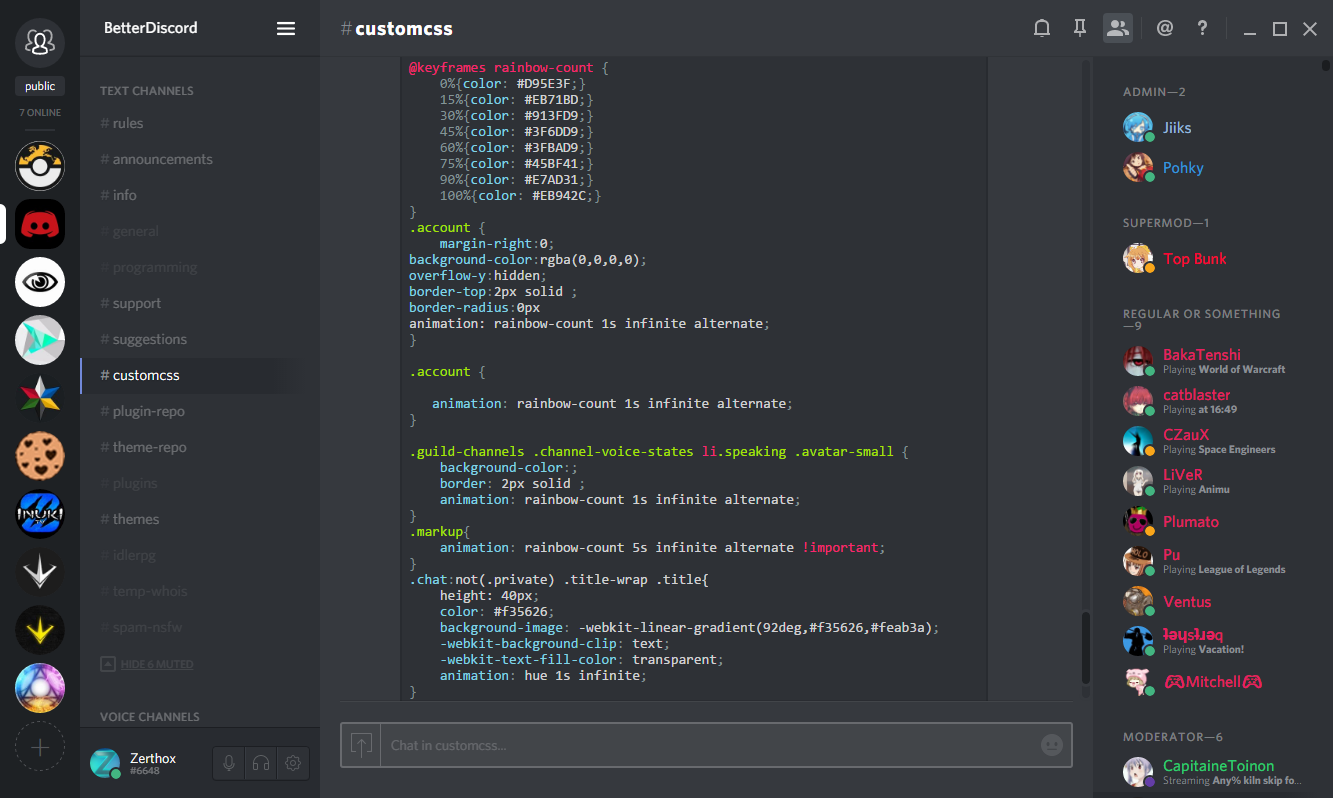 public
7 ONLINE
INUKI
BetterDiscord
TEXT CHANNELS
# rules
# announcements
# info
# general
# programming
# support
# suggestions
# customcss
# plugin-repo
# theme-repo
# plugins
# themes
# idlerpg
# temp-whois
# spam-nsfw
HIDE 6 MUTED
VOICE CHANNELS
Zerthox
#6648
#customcss
@keyframes rainbow-count {
0%{color: #D95E3F;}
15%{color: #EB71BD;}
30%{color: #913FD9;}
45%{color: #3F6DD9;}
60%{color: #3FBAD9;}
75%{color: #45BF41;}
90%{color: #E7AD31;}
100%{color: #EB942C;}
}
.account {
margin-right:0;
background-color:rgba(0,0,0,0);
overflow-y:hidden;
border-top:2px solid ;
border-radius:0px
animation: rainbow-count 1s infinite alternate;
}
.account {
animation: rainbow-count 1s infinite alternate;
}
.guild-channels .channel-voice-states li.speaking .avatar-small {
background-color:;
border: 2px solid ;
animation: rainbow-count 1s infinite alternate;
}
.markup{
animation: rainbow-count 5s infinite alternate !important;
}
.chat:not(.private) .title-wrap .title{
height: 40px;
color: #f35626;
background-image: -webkit-linear-gradient(92deg,#f35626,#feab3a);
-webkit-background-clip: text;
-webkit-text-fill-color: transparent;
animation: hue 1s infinite;
}
Chat in customcss...
@ ?
ADMIN—2
Jiiks
Pohky
SUPERMOD—1
Top Bunk
REGULAR OR SOMETHING
—9
BakaTenshi
Playing World of Warcraft
catblaster
Playing at 16:49
CZauX
Playing Space Engineers
LiVeR
Playing Animu
Plumato
Pu
Playing League of Legends
Ventus
Playing Vacation!
🎮Mitchell🎮
MODERATOR—6
CapitaineToinon
Streaming Any% kiln skip fo...